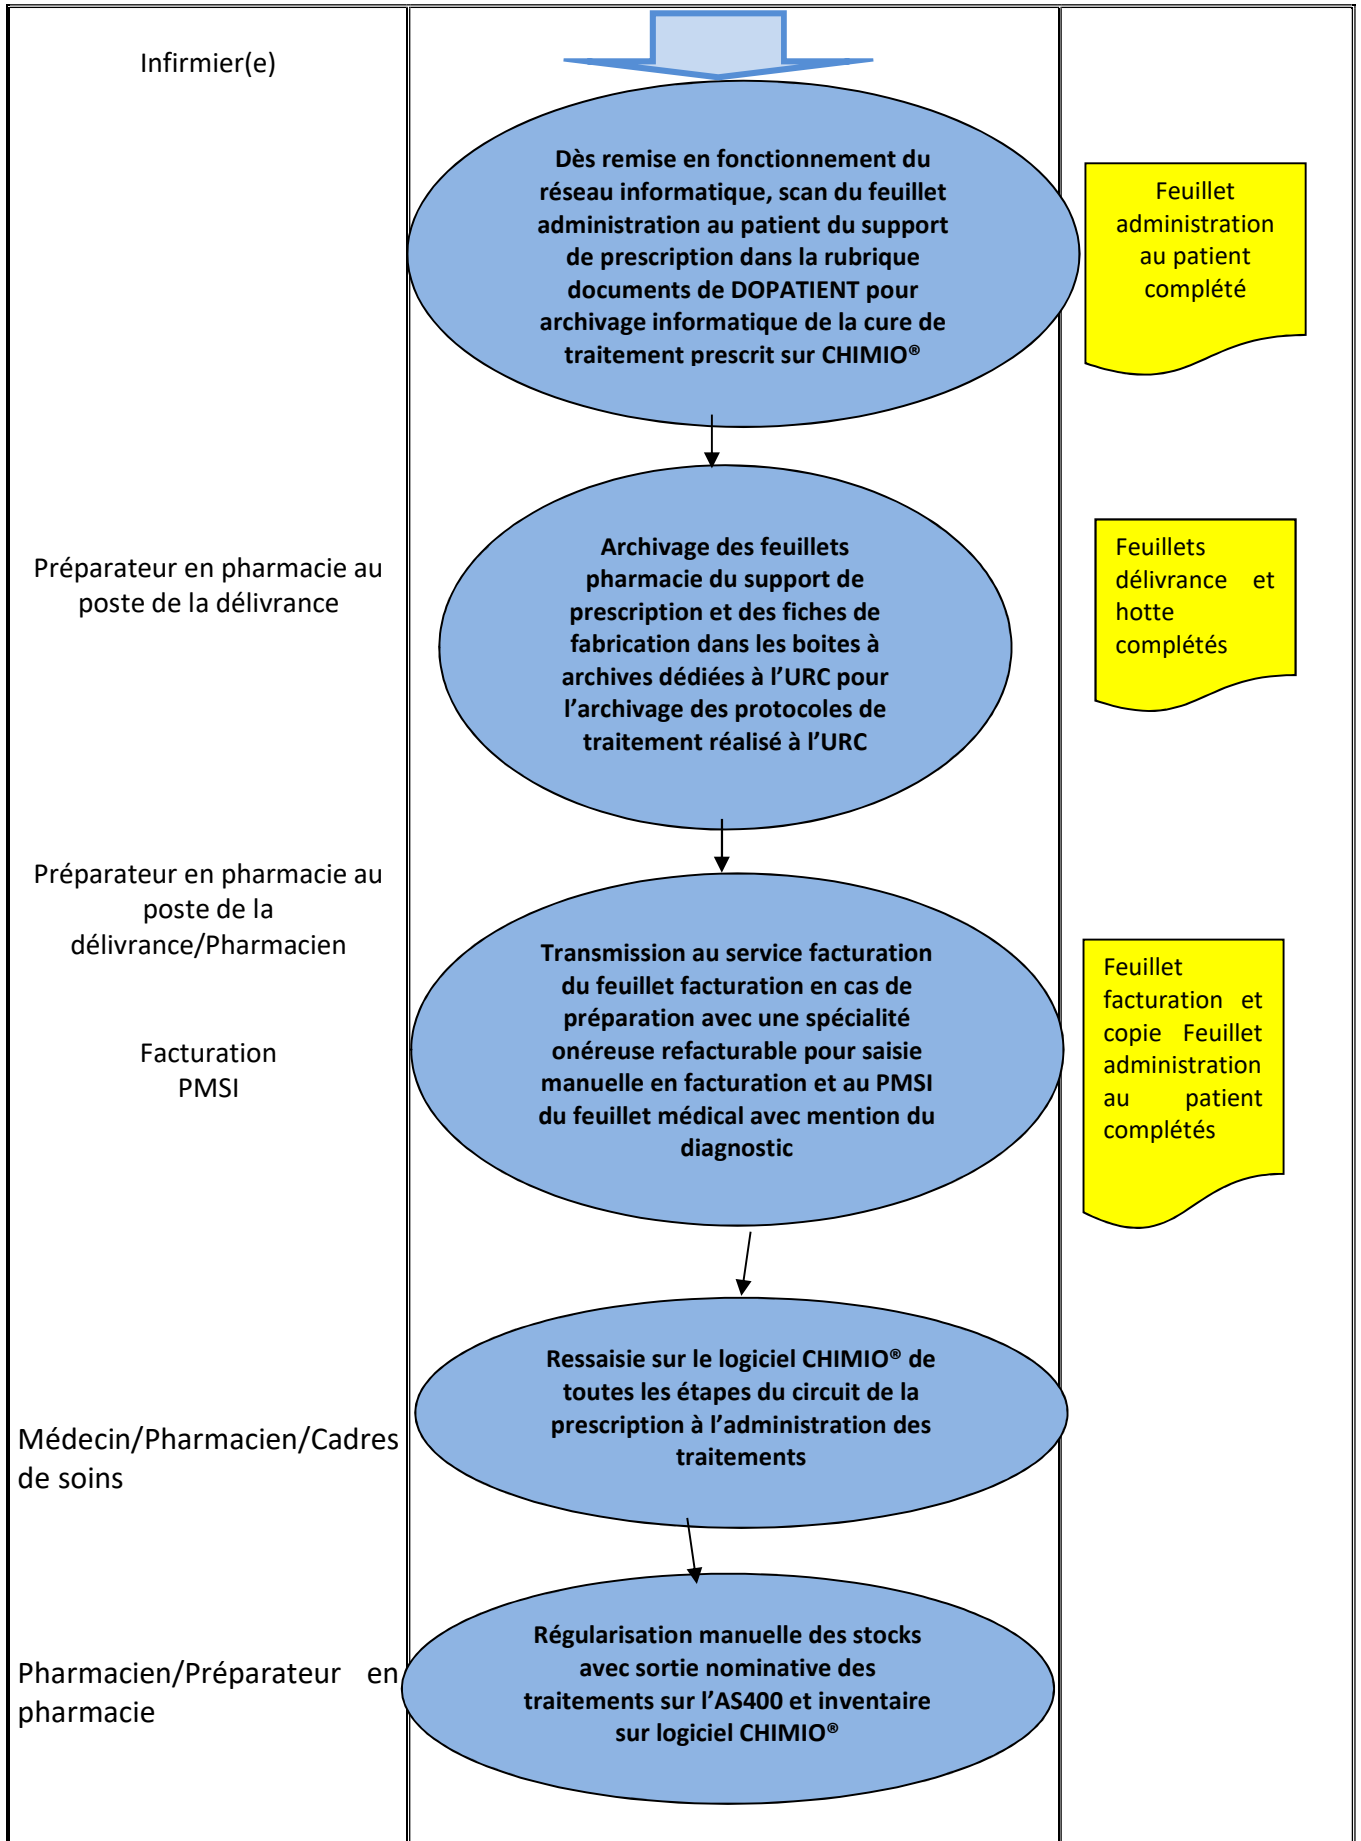 Infirmier(e)
Dès remise en fonctionnement du
réseau informatique, scan du feuillet
administration au patient du support
de prescription dans la rubrique
documents de DOPATIENT pour
archivage informatique de la cure de
traitement prescrit sur CHIMIO®
Feuillet
administration
au patient
complété
Préparateur en pharmacie au
poste de la délivrance
Archivage des feuillets
pharmacie du support de
prescription et des fiches de
fabrication dans les boites à
archives dédiées à l’URC pour
l’archivage des protocoles de
traitement réalisé à l’URC
Feuillets
délivrance et
hotte
complétés
Préparateur en pharmacie au
poste de la
délivrance/Pharmacien
Facturation
PMSI
Transmission au service facturation
du feuillet facturation en cas de
préparation avec une spécialité
onéreuse refacturable pour saisie
manuelle en facturation et au PMSI
du feuillet médical avec mention du
diagnostic
Feuillet
facturation et
copie Feuillet
administration
au patient
complétés
Médecin/Pharmacien/Cadres
de soins
Ressaisie sur le logiciel CHIMIO® de
toutes les étapes du circuit de la
prescription à l’administration des
traitements
Pharmacien/Préparateur en
pharmacie
Régularisation manuelle des stocks
avec sortie nominative des
traitements sur l’AS400 et inventaire
sur logiciel CHIMIO®